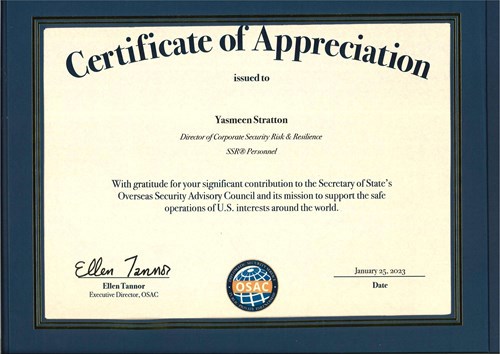 Certificate of Appreciation
issued to
Yasmeen Stratton
Director of Corporate Security Risk & Resilience
SSR® Personnel
With gratitude for your significant contribution to the Secretary of State's
Overseas Security Advisory Council and its mission to support the safe
operations of U.S. interests around the world.
Ellen Tannor
Ellen Tannor
Executive Director, OSAC
OSAC
January 25, 2023
Date